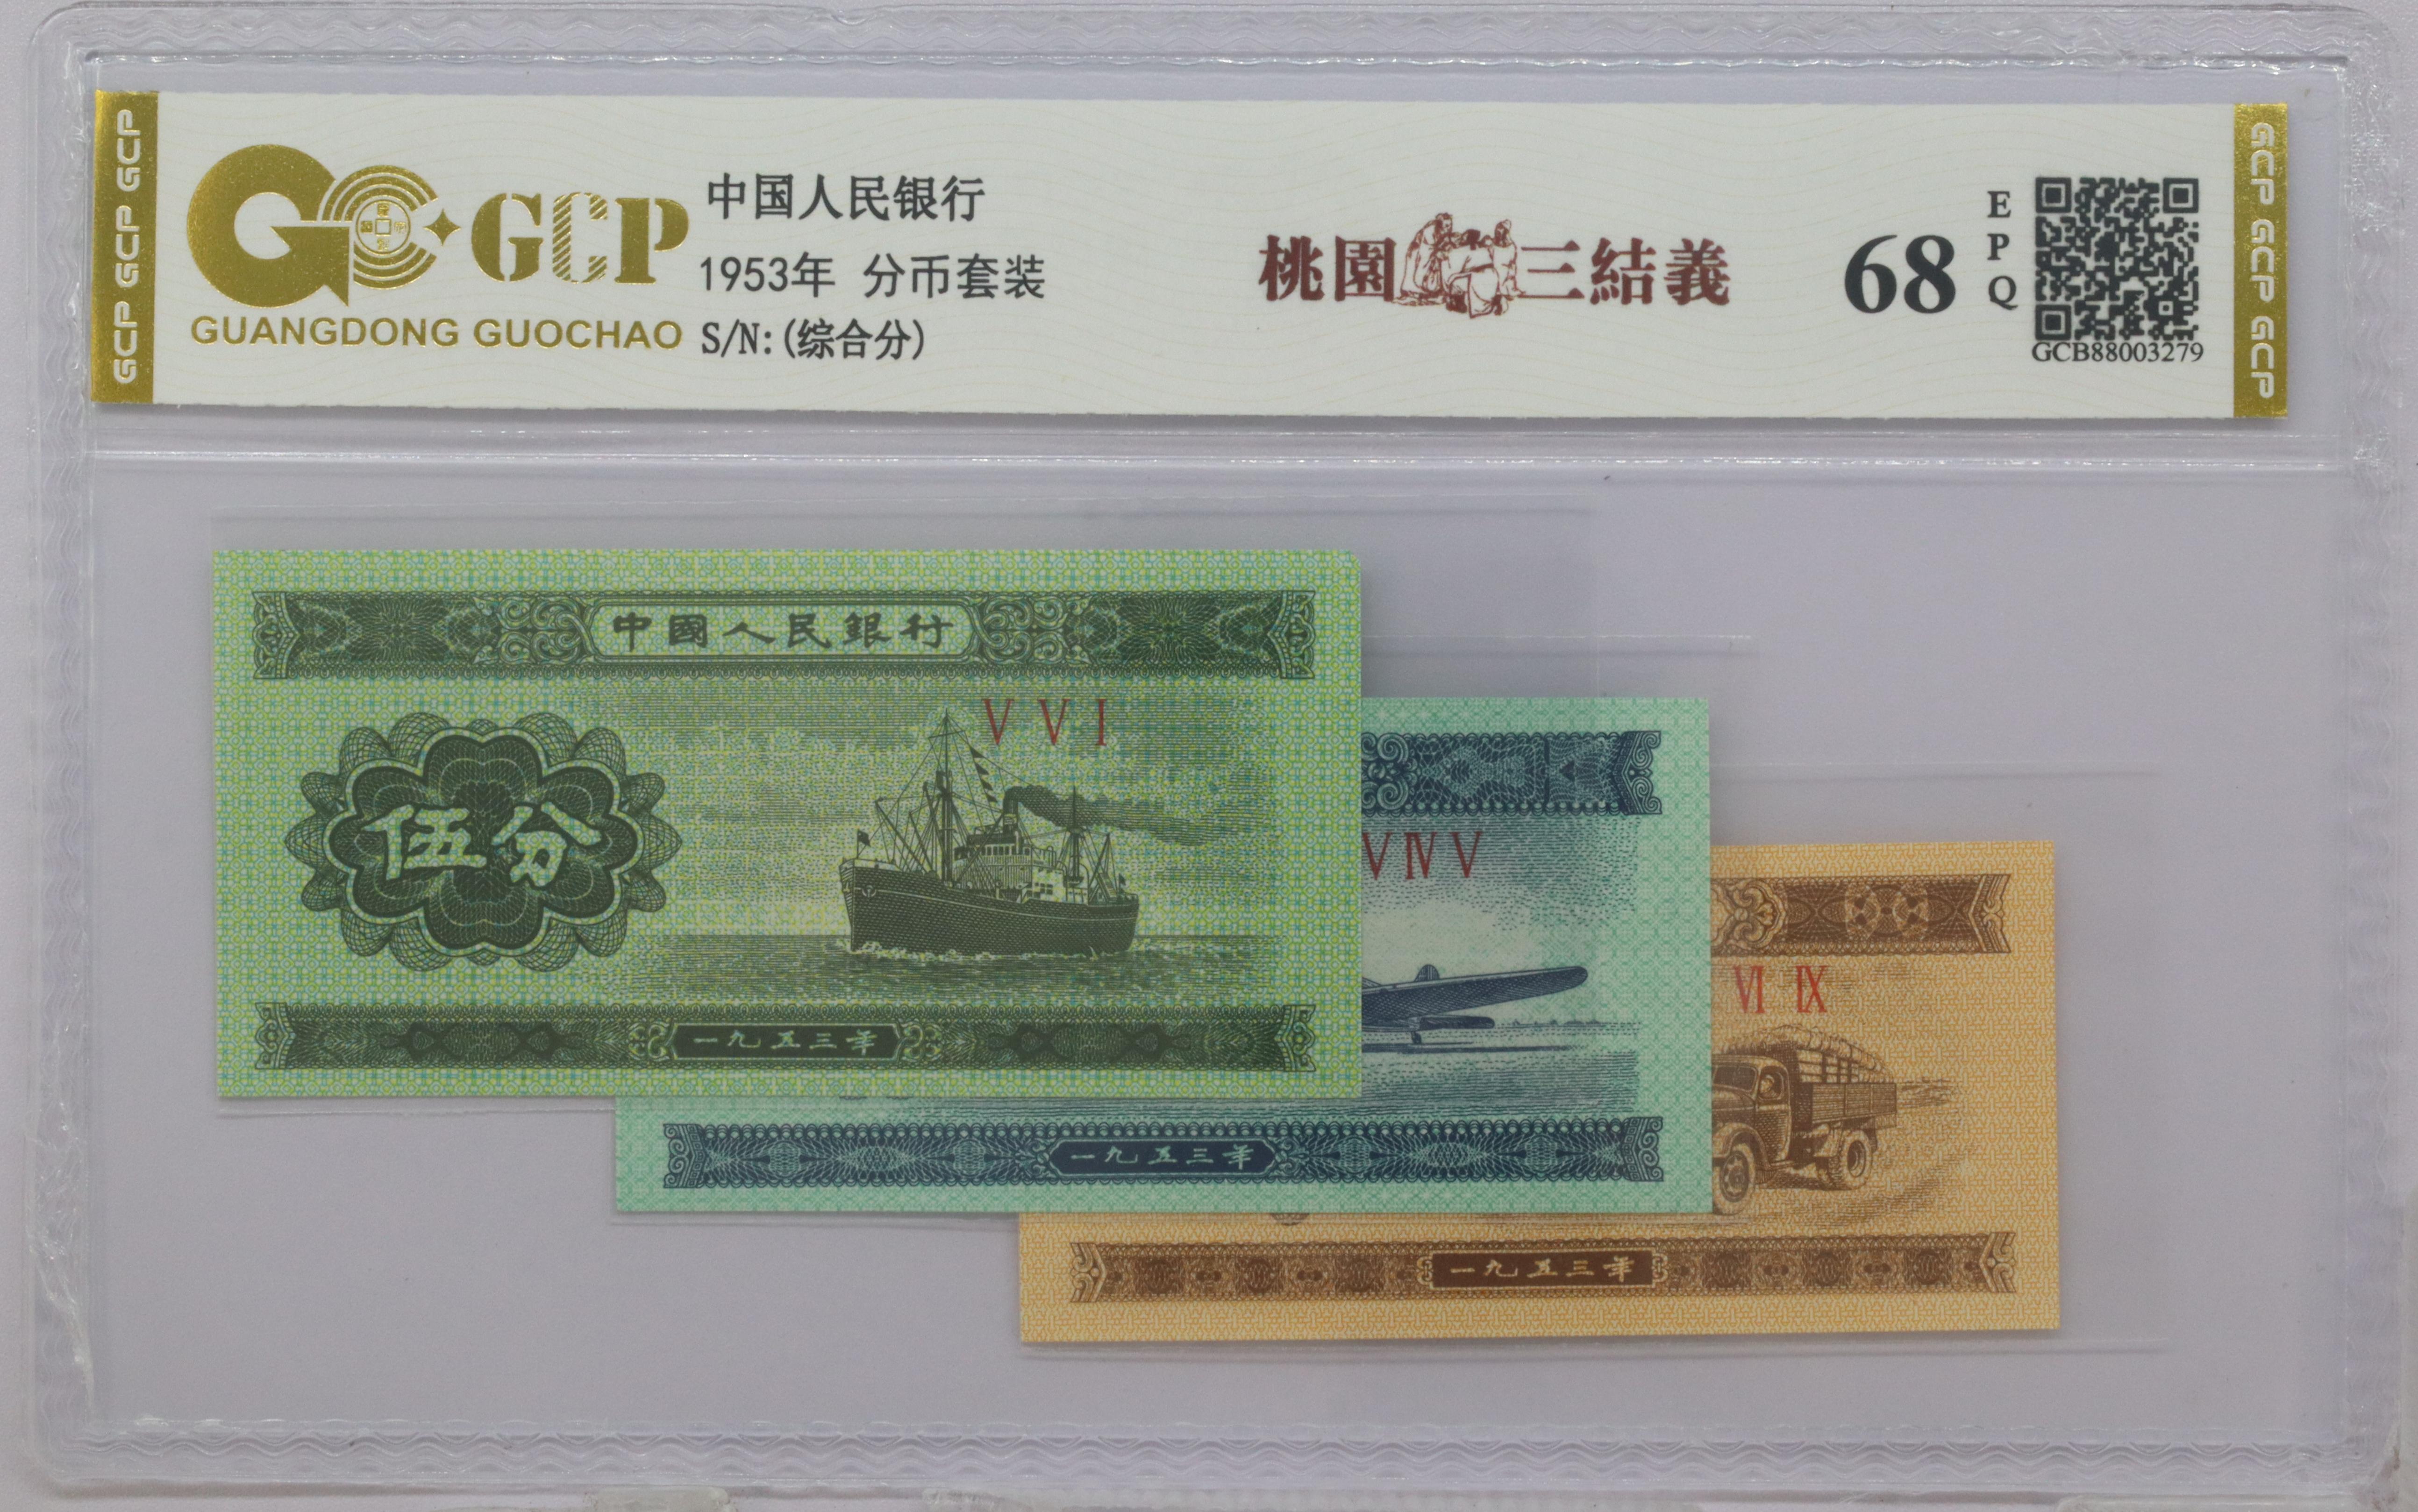 GCP GCP GCP
GCP
GUANGDONG GUOCHAO
中国人民银行
1953年 分币套装
S/N:(综合分)
桃園三結義
68
EPQ
GCB88003279
GCP GCP GCP
中國人民銀行
V V I
伍分
一九五三年
V IV V
一九五三年
VI IX
一九五三年